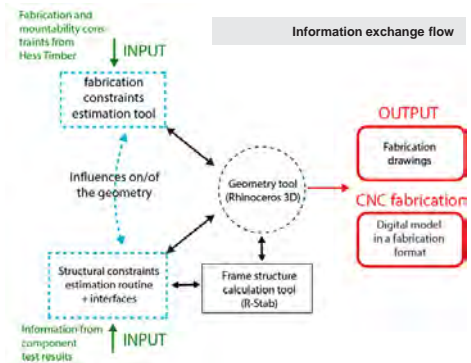 Information exchange flow
Fabrication and
mountability cons-
traints from
Hess Timber
INPUT
fabrication
constraints
estimation tool
Influences on/of
the geometry
Geometry tool
(Rhinoceros 3D)
OUTPUT
Fabrication
drawings
CNC fabrication
Digital model
in a fabrication
format
Structural constraints
estimation routine
+ interfaces
Frame structure
calculation tool
(R-Stab)
Information from
component
test results
INPUT